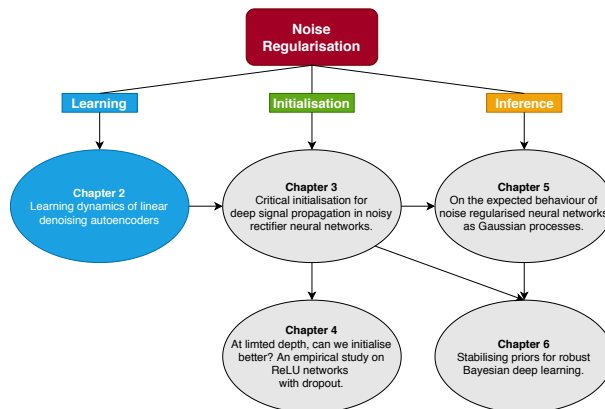 Noise
Regularisation
Learning
Initialisation
Inference
Chapter 2
Learning dynamics of linear
denoising autoencoders
Chapter 3
Critical initialisation for
deep signal propagation in noisy
rectifier neural networks.
Chapter 5
On the expected behaviour of
noise regularised neural networks
as Gaussian processes.
Chapter 4
At limted depth, can we initialise
better? An empirical study on
ReLU networks
with dropout.
Chapter 6
Stabilising priors for robust
Bayesian deep learning.